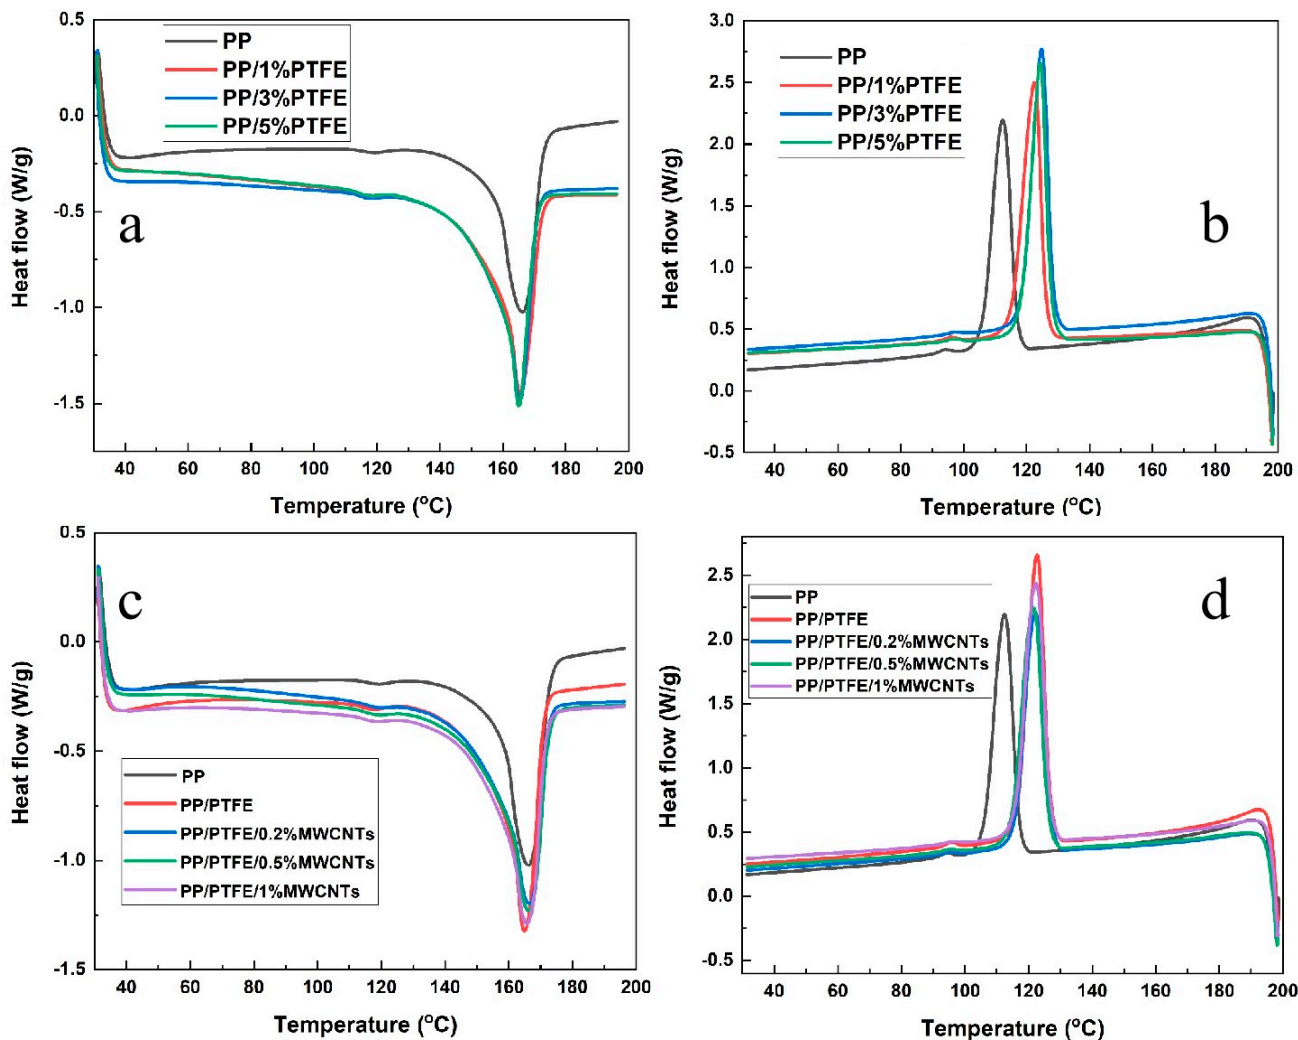 0.5
0.0
-0.5
-1.0
-1.5
Heat flow (W/g)
PP
PP/1%PTFE
PP/3%PTFE
PP/5%PTFE
a
40 60 80 100 120 140 160 180 200
Temperature (°C)
3.0
2.5
2.0
1.5
1.0
0.5
0.0
-0.5
Heat flow (W/g)
PP
PP/1%PTFE
PP/3%PTFE
PP/5%PTFE
b
40 60 80 100 120 140 160 180 200
Temperature (°C)
0.5
0.0
-0.5
-1.0
-1.5
Heat flow (W/g)
c
PP
PP/PTFE
PP/PTFE/0.2%MWCNTs
PP/PTFE/0.5%MWCNTs
PP/PTFE/1%MWCNTs
40 60 80 100 120 140 160 180 200
Temperature (°C)
2.5
2.0
1.5
1.0
0.5
0.0
-0.5
Heat flow (W/g)
PP
PP/PTFE
PP/PTFE/0.2%MWCNTs
PP/PTFE/0.5%MWCNTs
PP/PTFE/1%MWCNTs
d
40 60 80 100 120 140 160 180 200
Temperature (°C)